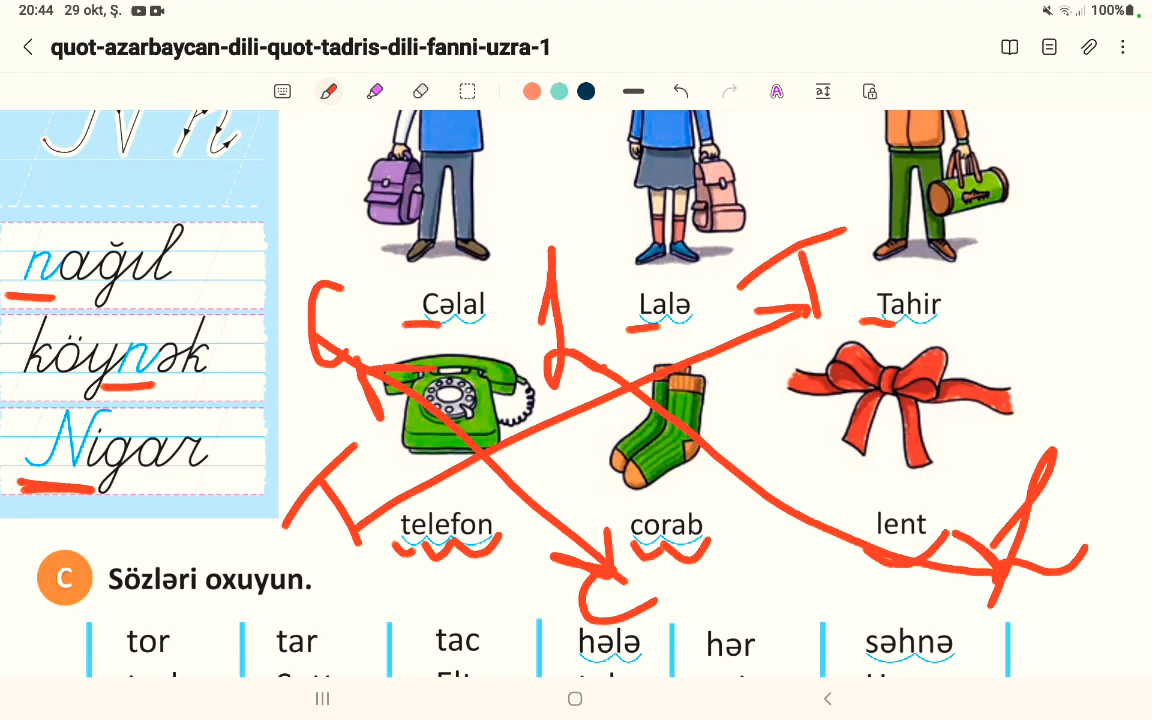 20:44 29 okt, Ş. 100%
quot-azarbaycan-dili-quot-tadris-dili-fanni-uzra-1
N n
nağıl
köynək
Nigar
Cəlal Lalə Tahir
C l T
T C l
telefon corab lent
C Sözləri oxuyun.
tor tar tac hələ hər səhnə